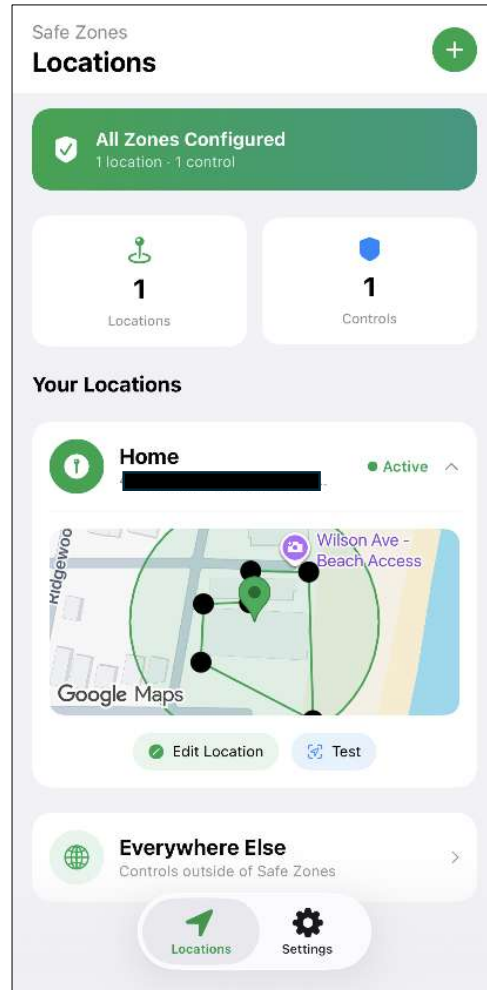 Safe Zones
Locations
All Zones Configured
1 location · 1 control
1
Locations
1
Controls
Your Locations
Home
Active
Ridgewoo
Wilson Ave -
Beach Access
Google Maps
Edit Location
Test
Everywhere Else
Controls outside of Safe Zones
Locations
Settings